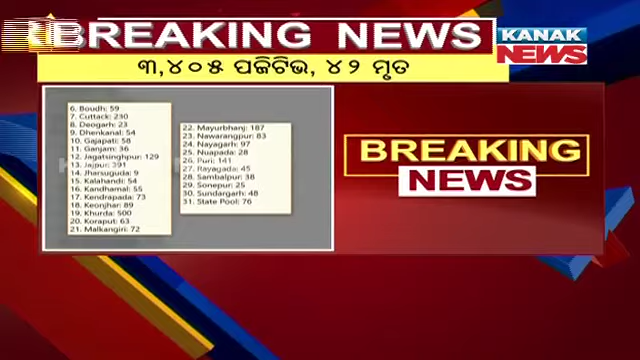 BREAKING NEWS
KANAK
NEWS
୩,୪୦୫ ପଜିଟିଭ, ୪୨ ମୃତ
6. Boudh: 59
7. Cuttack: 230
8. Deogarh: 23
9. Dhenkanal: 54
10. Gajapati: 58
11. Ganjam: 36
12. Jagatsinghpur: 129
13. Jajpur: 391
14. Jharsuguda: 9
15. Kalahandi: 54
16. Kandhamal: 55
17. Kendrapada: 73
18. Keonjhar: 89
19. Khurda: 500
20. Koraput: 63
21. Malkangiri: 72
22. Mayurbhanj: 187
23. Nawarangpur: 83
24. Nayagarh: 97
25. Nuapada: 28
26. Puri: 141
27. Rayagada: 45
28. Sambalpur: 38
29. Sonepur: 25
30. Sundargarh: 48
31. State Pool: 76
BREAKING
NEWS